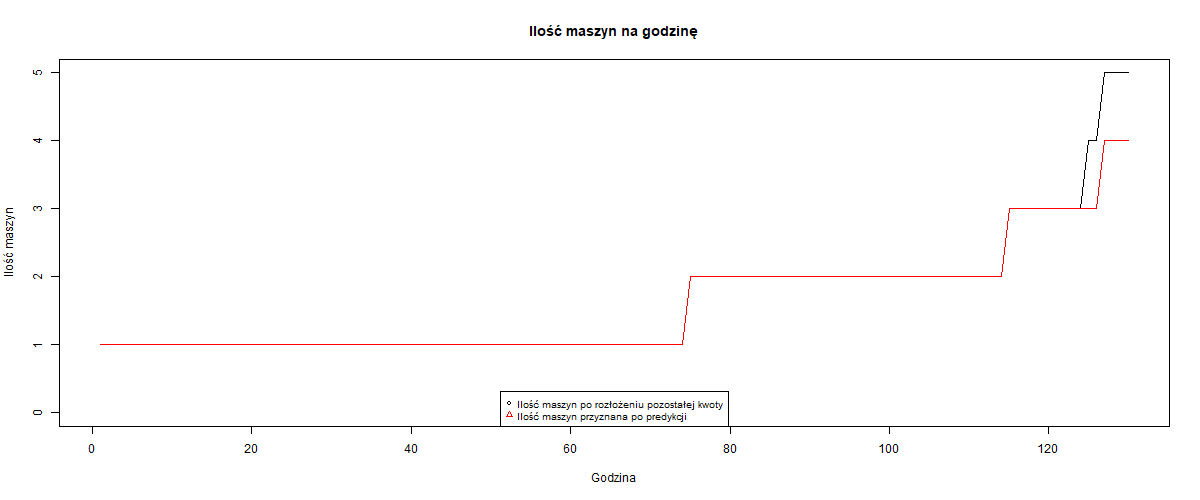 Ilość maszyn na godzinę
Ilość maszyn
5
4
3
2
1
0
Ilość maszyn po rozłożeniu pozostałej kwoty
Ilość maszyn przyznana po predykcji
0 20 40 60 80 100 120
Godzina